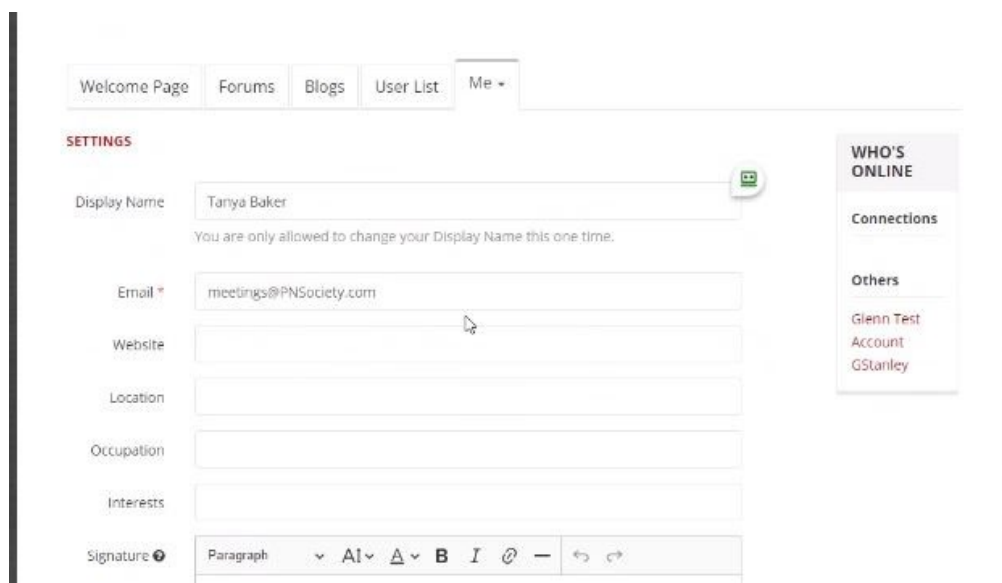 Welcome Page Forums Blogs User List Me
SETTINGS
Display Name Tanya Baker
You are only allowed to change your Display Name this one time.
Email * meetings@PNSociety.com
Website
Location
Occupation
Interests
Signature
Paragraph AI A B I
WHO'S
ONLINE
Connections
Others
Glenn Test
Account
GStanley